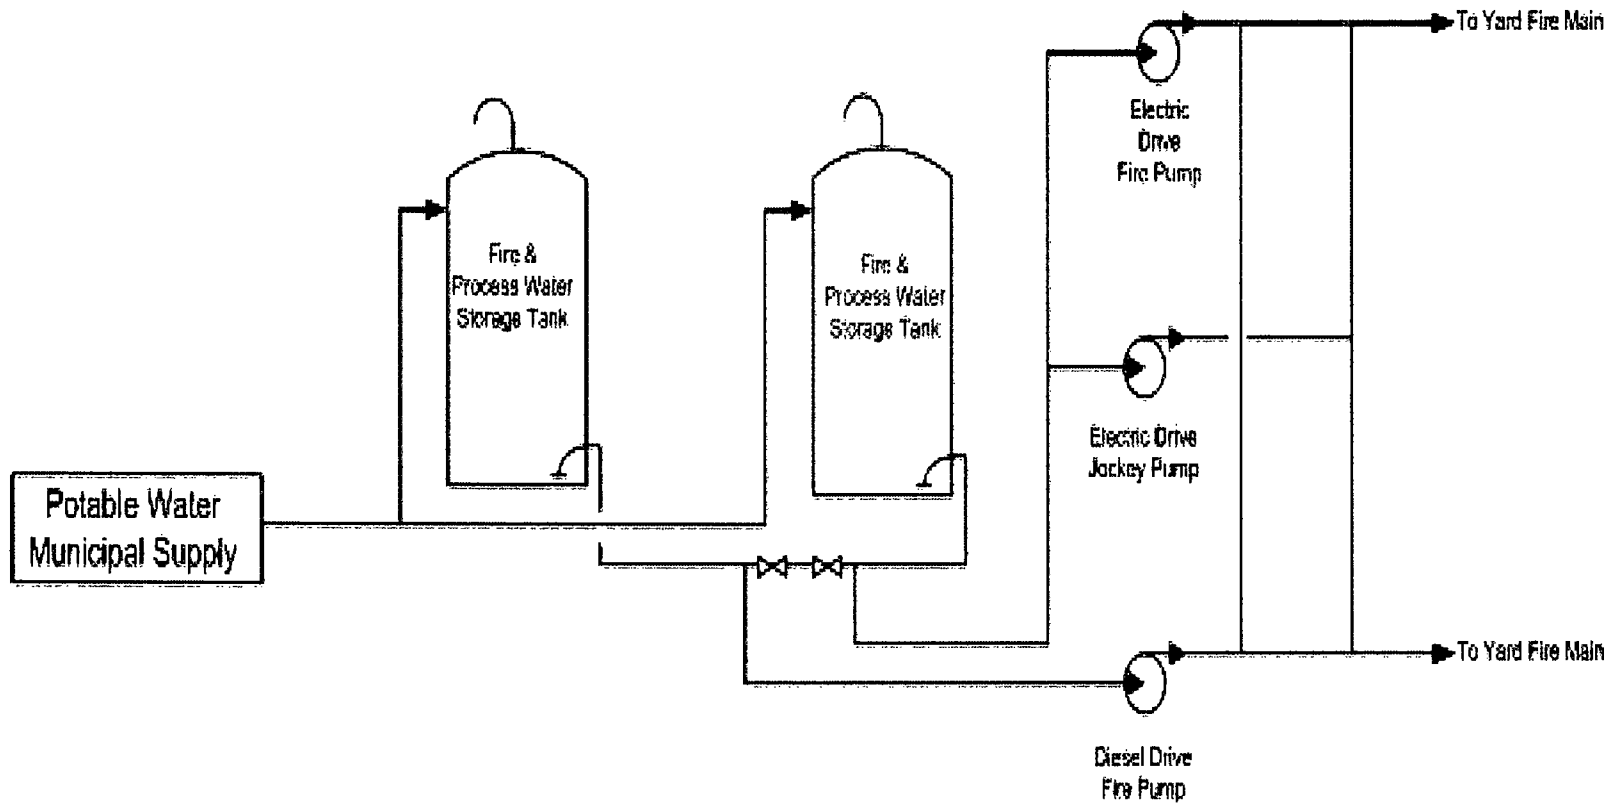 To Yard Fire Main
Electric
Drive
Fire Pump
Fire &
Process Water
Storage Tank
Fire &
Process Water
Storage Tank
Electric Drive
Jockey Pump
Potable Water
Municipal Supply
To Yard Fire Main
Diesel Drive
Fire Pump